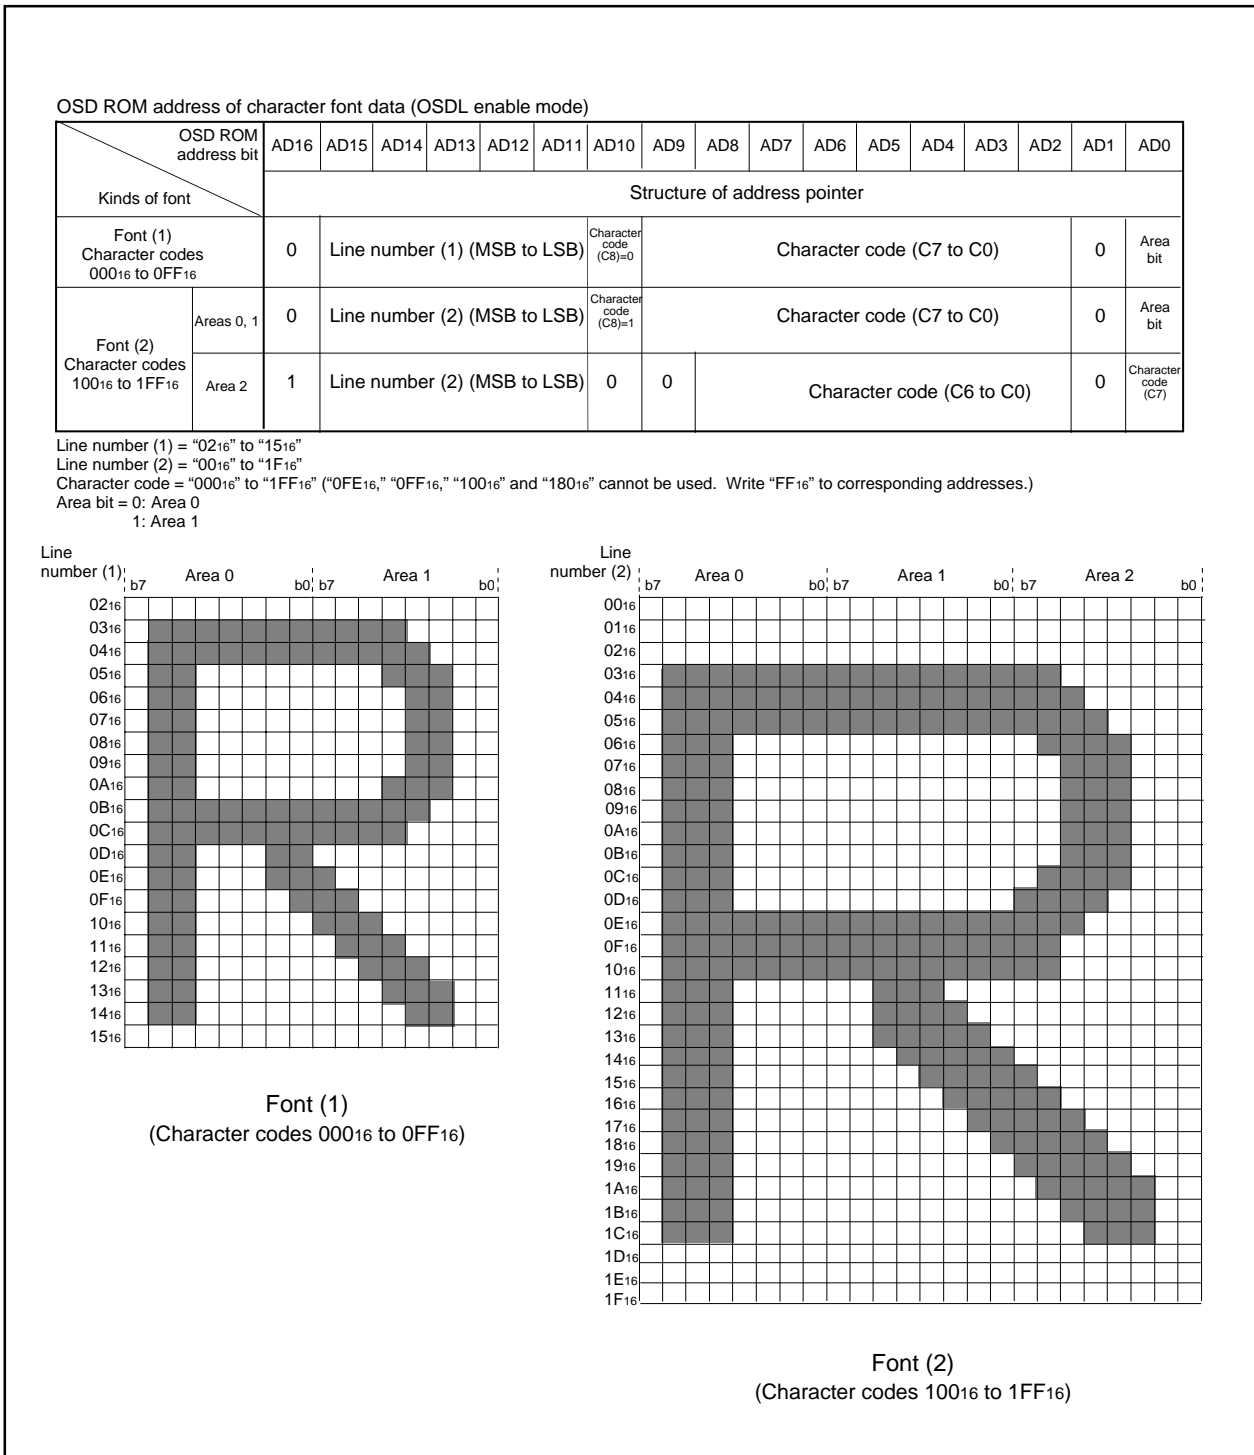 OSD ROM address of character font data (OSDL enable mode)
OSD ROM address bit AD16 AD15 AD14 AD13 AD12 AD11 AD10 AD9 AD8 AD7 AD6 AD5 AD4 AD3 AD2 AD1 AD0
Kinds of font Structure of address pointer
Font (1) Character codes 00016 to 0FF16 0 Line number (1) (MSB to LSB) Character code (C8)=0 Character code (C7 to C0) 0 Area bit
Font (2) Character codes 10016 to 1FF16 Areas 0, 1 0 Line number (2) (MSB to LSB) Character code (C8)=1 Character code (C7 to C0) 0 Area bit
Area 2 1 Line number (2) (MSB to LSB) 0 0 Character code (C6 to C0) 0 Character code (C7)
Line number (1) = “0216” to “1516”
Line number (2) = “0016” to “1F16”
Character code = “00016” to “1FF16” (“0FE16,” “0FF16,” “10016” and “18016” cannot be used. Write “FF16” to corresponding addresses.)
Area bit = 0: Area 0
1: Area 1
Line number (1) b7 Area 0 b0 b7 Area 1 b0
0216
0316
0416
0516
0616
0716
0816
0916
0A16
0B16
0C16
0D16
0E16
0F16
1016
1116
1216
1316
1416
1516
Font (1)
(Character codes 00016 to 0FF16)
Line number (2) b7 Area 0 b0 b7 Area 1 b0 b7 Area 2 b0
0016
0116
0216
0316
0416
0516
0616
0716
0816
0916
0A16
0B16
0C16
0D16
0E16
0F16
1016
1116
1216
1316
1416
1516
1616
1716
1816
1916
1A16
1B16
1C16
1D16
1E16
1F16
Font (2)
(Character codes 10016 to 1FF16)